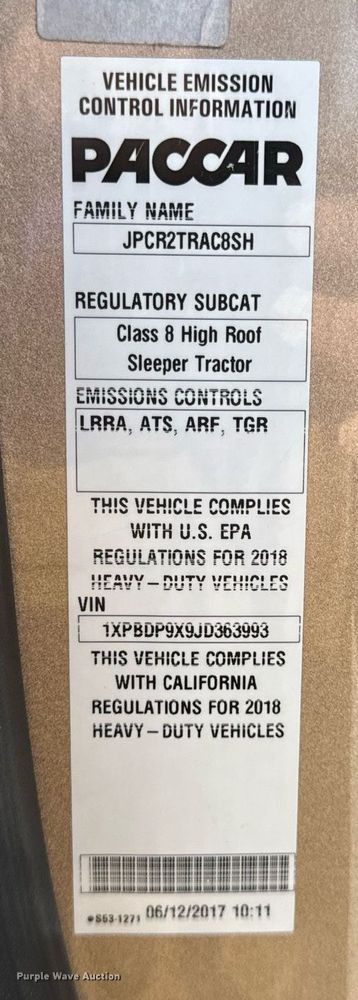 VEHICLE EMISSION
CONTROL INFORMATION
PACCAR
FAMILY NAME
JPCR2TRAC8SH
REGULATORY SUBCAT
Class 8 High Roof
Sleeper Tractor
EMISSIONS CONTROLS
LRRA, ATS, ARF, TGR
THIS VEHICLE COMPLIES
WITH U.S. EPA
REGULATIONS FOR 2018
HEAVY – DUTY VEHICLES
VIN
1XPBDP9X9JD363993
THIS VEHICLE COMPLIES
WITH CALIFORNIA
REGULATIONS FOR 2018
HEAVY – DUTY VEHICLES
S53-1271 06/12/2017 10:11
Purple Wave Auction